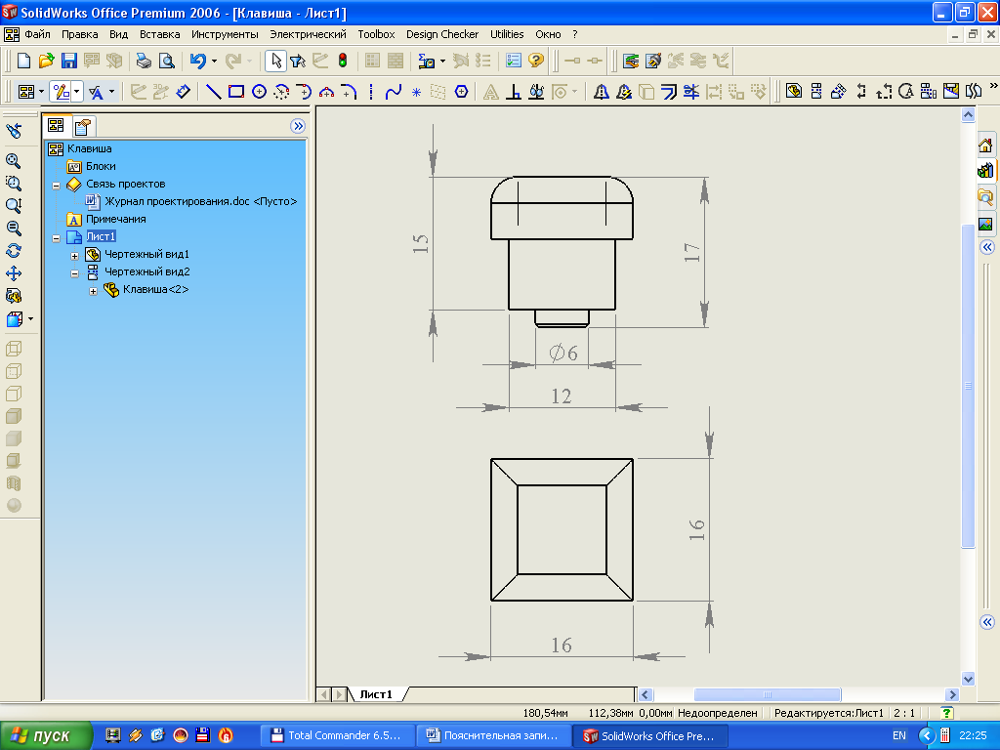 SolidWorks Office Premium 2006 - [Клавиша - Лист1]
Файл Правка Вид Вставка Инструменты Электрический Toolbox Design Checker Utilities Окно ?
Клавиша
Блоки
Связь проектов
Журнал проектирования.doc <Пусто>
Примечания
Лист1
Чертежный вид1
Чертежный вид2
Клавиша<2>
15
17
∅6
12
16
16
Лист1
180,54мм 112,38мм 0,00мм Недоопределен Редактируется:Лист1 2 : 1
пуск
Total Commander 6.5...
Пояснительная запи...
SolidWorks Office Pre...
EN
22:25